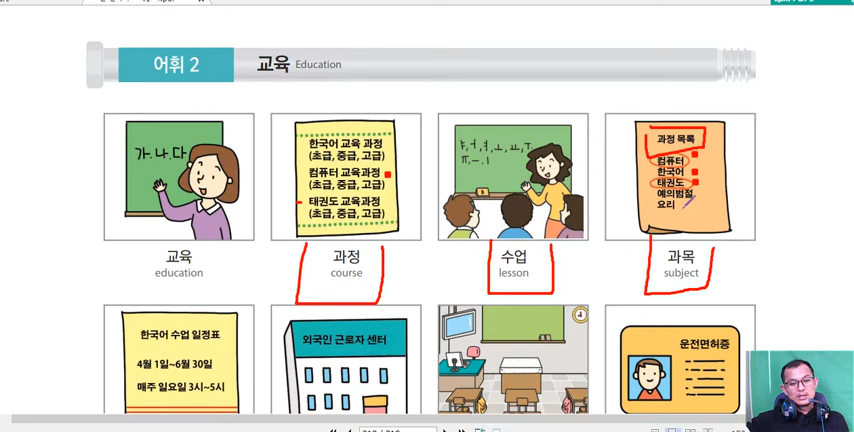 어휘 2
교육 Education
가.나.다
한국어 교육 과정
(초급, 중급, 고급)
컴퓨터 교육과정
(초급, 중급, 고급)
태권도 교육과정
(초급, 중급, 고급)
과정 목록
컴퓨터
한국어
태권도
예의범절
요리
교육
education
과정
course
수업
lesson
과목
subject
한국어 수업 일정표
4월 1일~6월 30일
매주 일요일 3시~5시
외국인 근로자 센터
운전면허증